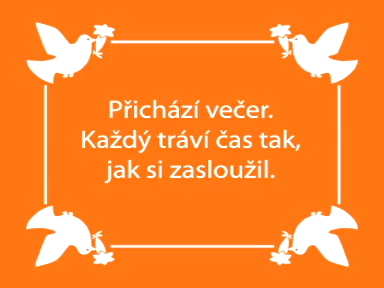 Přichází večer.
Každý tráví čas tak,
jak si zasloužil.